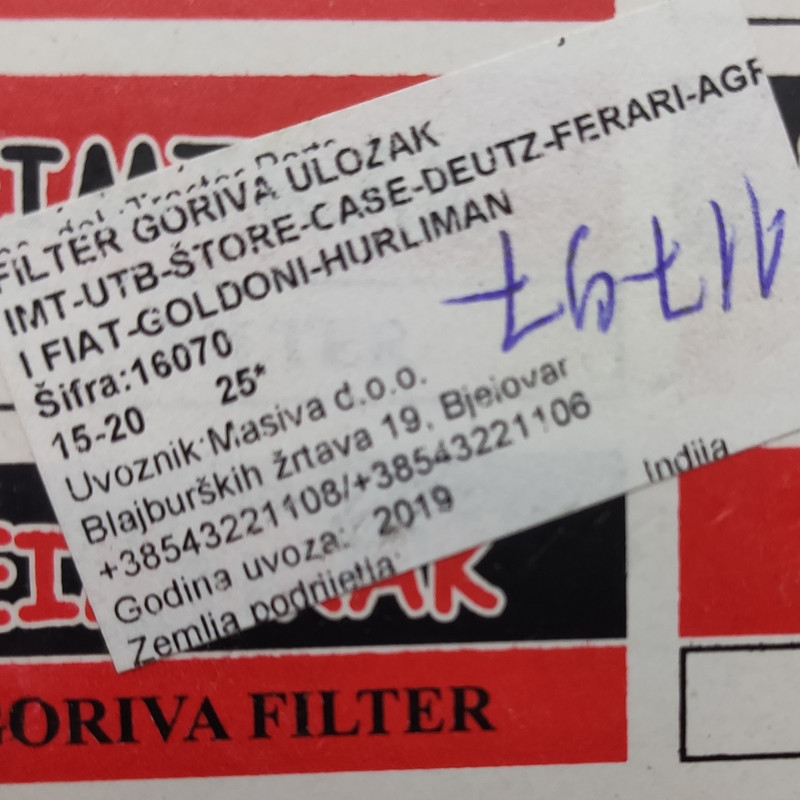 FILTER GORIVA ULOZAK
IMT-UTB-ŠTORE-CASE-DEUTZ-FERARI-AGR
I FIAT-GOLDONI-HURLIMAN
Šifra:16070
15-20 25*
Uvoznik:Masiva d.o.o.
Blajburških žrtava 19. Bjelovar
+38543221108/+38543221106
Godina uvoza: 2019
Zemlja podrijetla: Indija
GORIVA FILTER